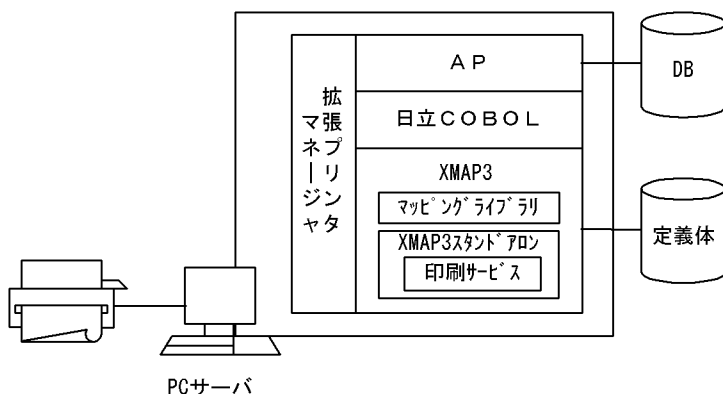 拡張プリンタ
マネージャ
ＡＰ
日立ＣＯＢＯＬ
XMAP3
ﾏｯﾋﾟﾝｸﾞﾗｲﾌﾞﾗﾘ
XMAP3ｽﾀﾝﾄﾞｱﾛﾝ
印刷ｻｰﾋﾞｽ
DB
定義体
PCサーバ